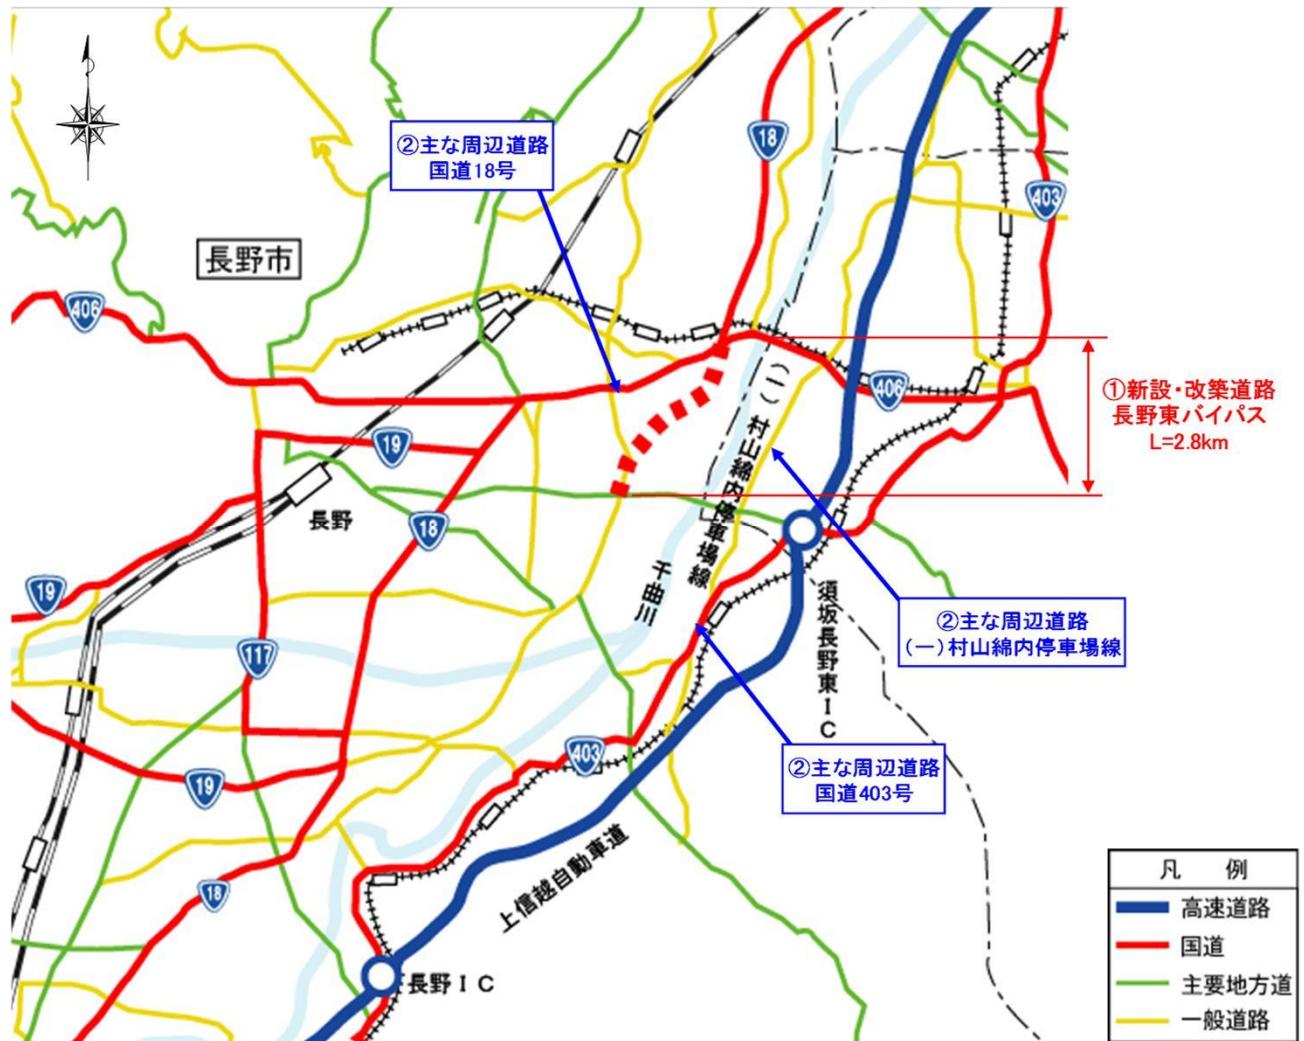 18
②主な周辺道路
国道18号
403
長野市
406
①新設・改築道路
長野東バイパス
L=2.8km
406
(一)村山綿内停車場線
19
長野
18
19
千曲川
117
須坂長野東IC
②主な周辺道路
(一)村山綿内停車場線
②主な周辺道路
国道403号
403
19
上信越自動車道
18
長野IC
凡 例
高速道路
国道
主要地方道
一般道路